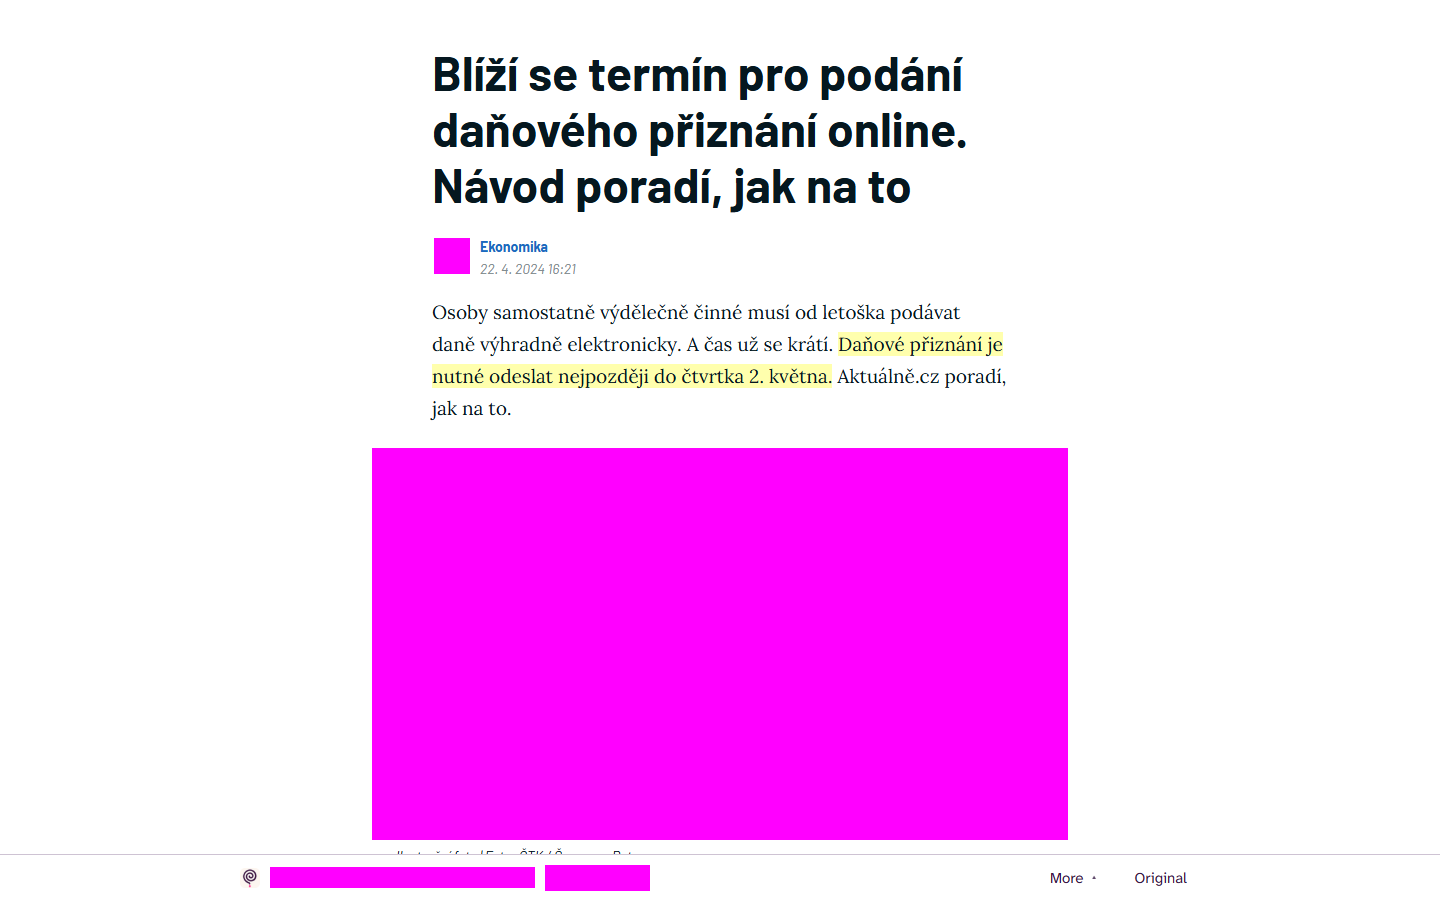 Blíží se termín pro podání
daňového přiznání online.
Návod poradí, jak na to
Ekonomika
22. 4. 2024 16:21
Osoby samostatně výdělečně činné musí od letoška podávat
daně výhradně elektronicky. A čas už se krátí. Daňové přiznání je
nutné odeslat nejpozději do čtvrtka 2. května. Aktuálně.cz poradí,
jak na to.
More
Original